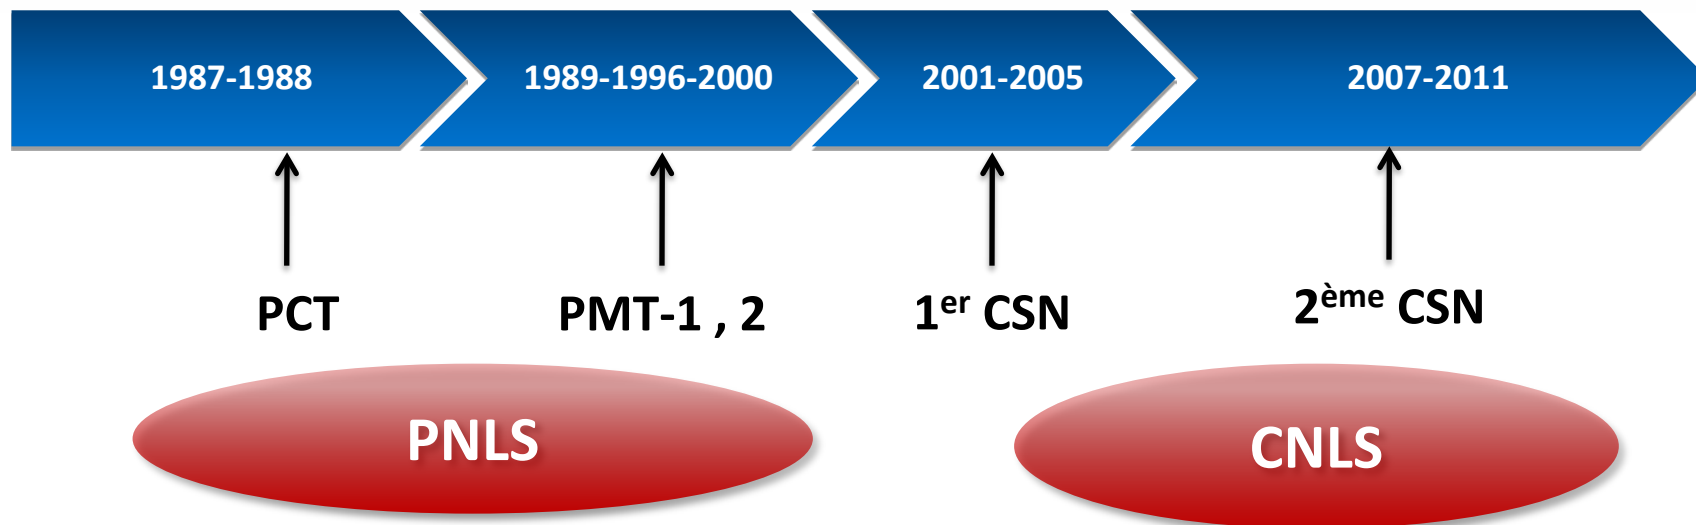 1987-1988
1989-1996-2000
2001-2005
2007-2011
PCT
PMT-1 , 2
1er CSN
2ème CSN
PNLS
CNLS